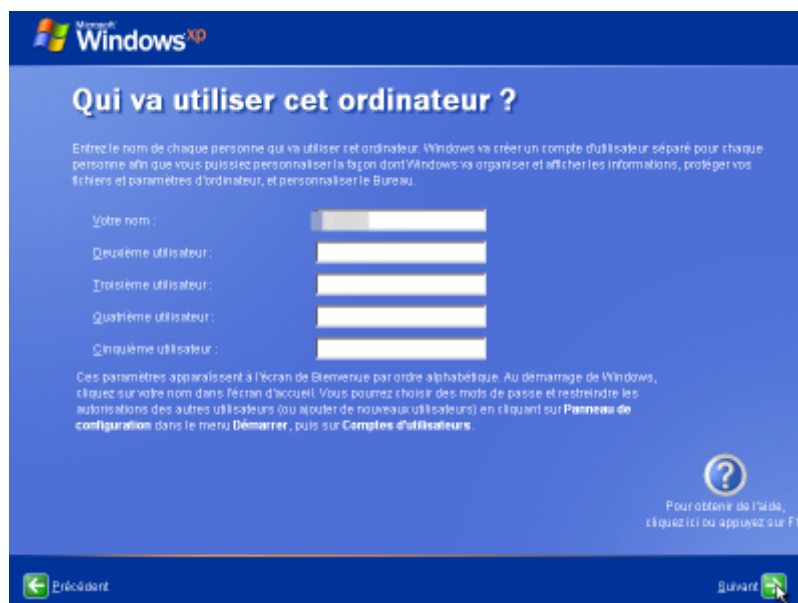 Microsoft
Windows xp
Qui va utiliser cet ordinateur ?
Entrez le nom de chaque personne qui va utiliser cet ordinateur. Windows va créer un compte d'utilisateur séparé pour chaque
personne afin que vous puissiez personnaliser la façon dont Windows va organiser et afficher les informations, protéger vos
fichiers et paramètres d'ordinateur, et personnaliser le Bureau.
Votre nom :
Deuxième utilisateur :
Troisième utilisateur :
Quatrième utilisateur :
Cinquième utilisateur :
Ces paramètres apparaissent à l'écran de Bienvenue par ordre alphabétique. Au démarrage de Windows,
cliquez sur votre nom dans l'écran d'accueil. Vous pourrez choisir des mots de passe et restreindre les
autorisations des autres utilisateurs (ou ajouter de nouveaux utilisateurs) en cliquant sur Panneau de
configuration dans le menu Démarrer, puis sur Comptes d'utilisateurs.
Pour obtenir de l'aide,
cliquez ici ou appuyez sur F
Précédent
Suivant